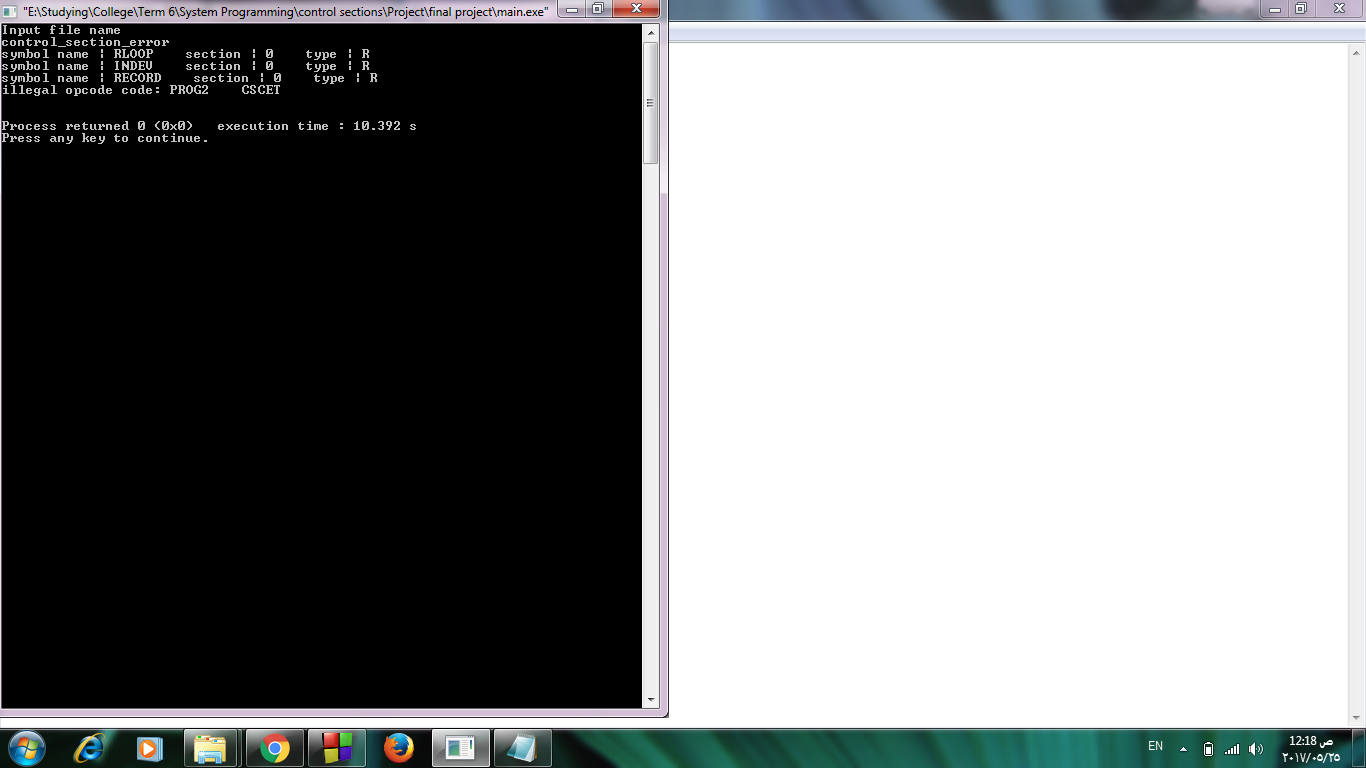 "E:\Studying\College\Term 6\System Programming\control sections\Project\final project\main.exe"
Input file name
control_section_error
symbol name | RLOOP    section | 0    type | R
symbol name | INDEV    section | 0    type | R
symbol name | RECORD    section | 0    type | R
illegal opcode code: PROG2    CSCET
Process returned 0 (0x0)   execution time : 10.392 s
Press any key to continue.
EN
12:18 ص
٢٠١٧/٠٥/٢٥